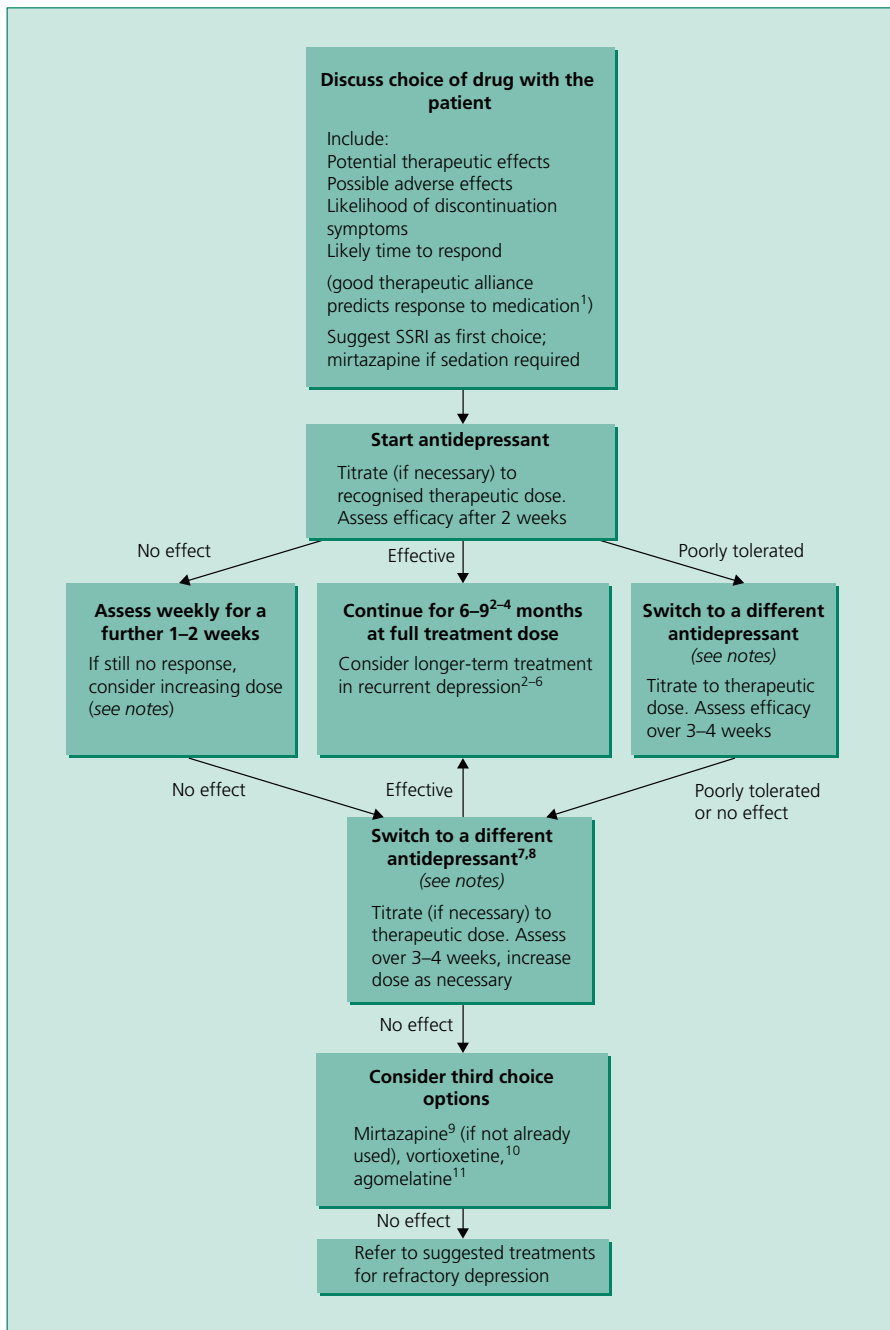 Discuss choice of drug with the
patient
Include:
Potential therapeutic effects
Possible adverse effects
Likelihood of discontinuation
symptoms
Likely time to respond
(good therapeutic alliance
predicts response to medication¹)
Suggest SSRI as first choice;
mirtazapine if sedation required
Start antidepressant
Titrate (if necessary) to
recognised therapeutic dose.
Assess efficacy after 2 weeks
No effect
Effective
Poorly tolerated
Assess weekly for a
further 1–2 weeks
If still no response,
consider increasing dose
(see notes)
Continue for 6–9²⁻⁴ months
at full treatment dose
Consider longer-term treatment
in recurrent depression²⁻⁶
Switch to a different
antidepressant
(see notes)
Titrate to therapeutic
dose. Assess efficacy
over 3–4 weeks
No effect
Effective
Poorly tolerated
or no effect
Switch to a different
antidepressant⁷,⁸
(see notes)
Titrate (if necessary) to
therapeutic dose. Assess
over 3–4 weeks, increase
dose as necessary
No effect
Consider third choice
options
Mirtazapine⁹ (if not already
used), vortioxetine,¹⁰
agomelatine¹¹
No effect
Refer to suggested treatments
for refractory depression